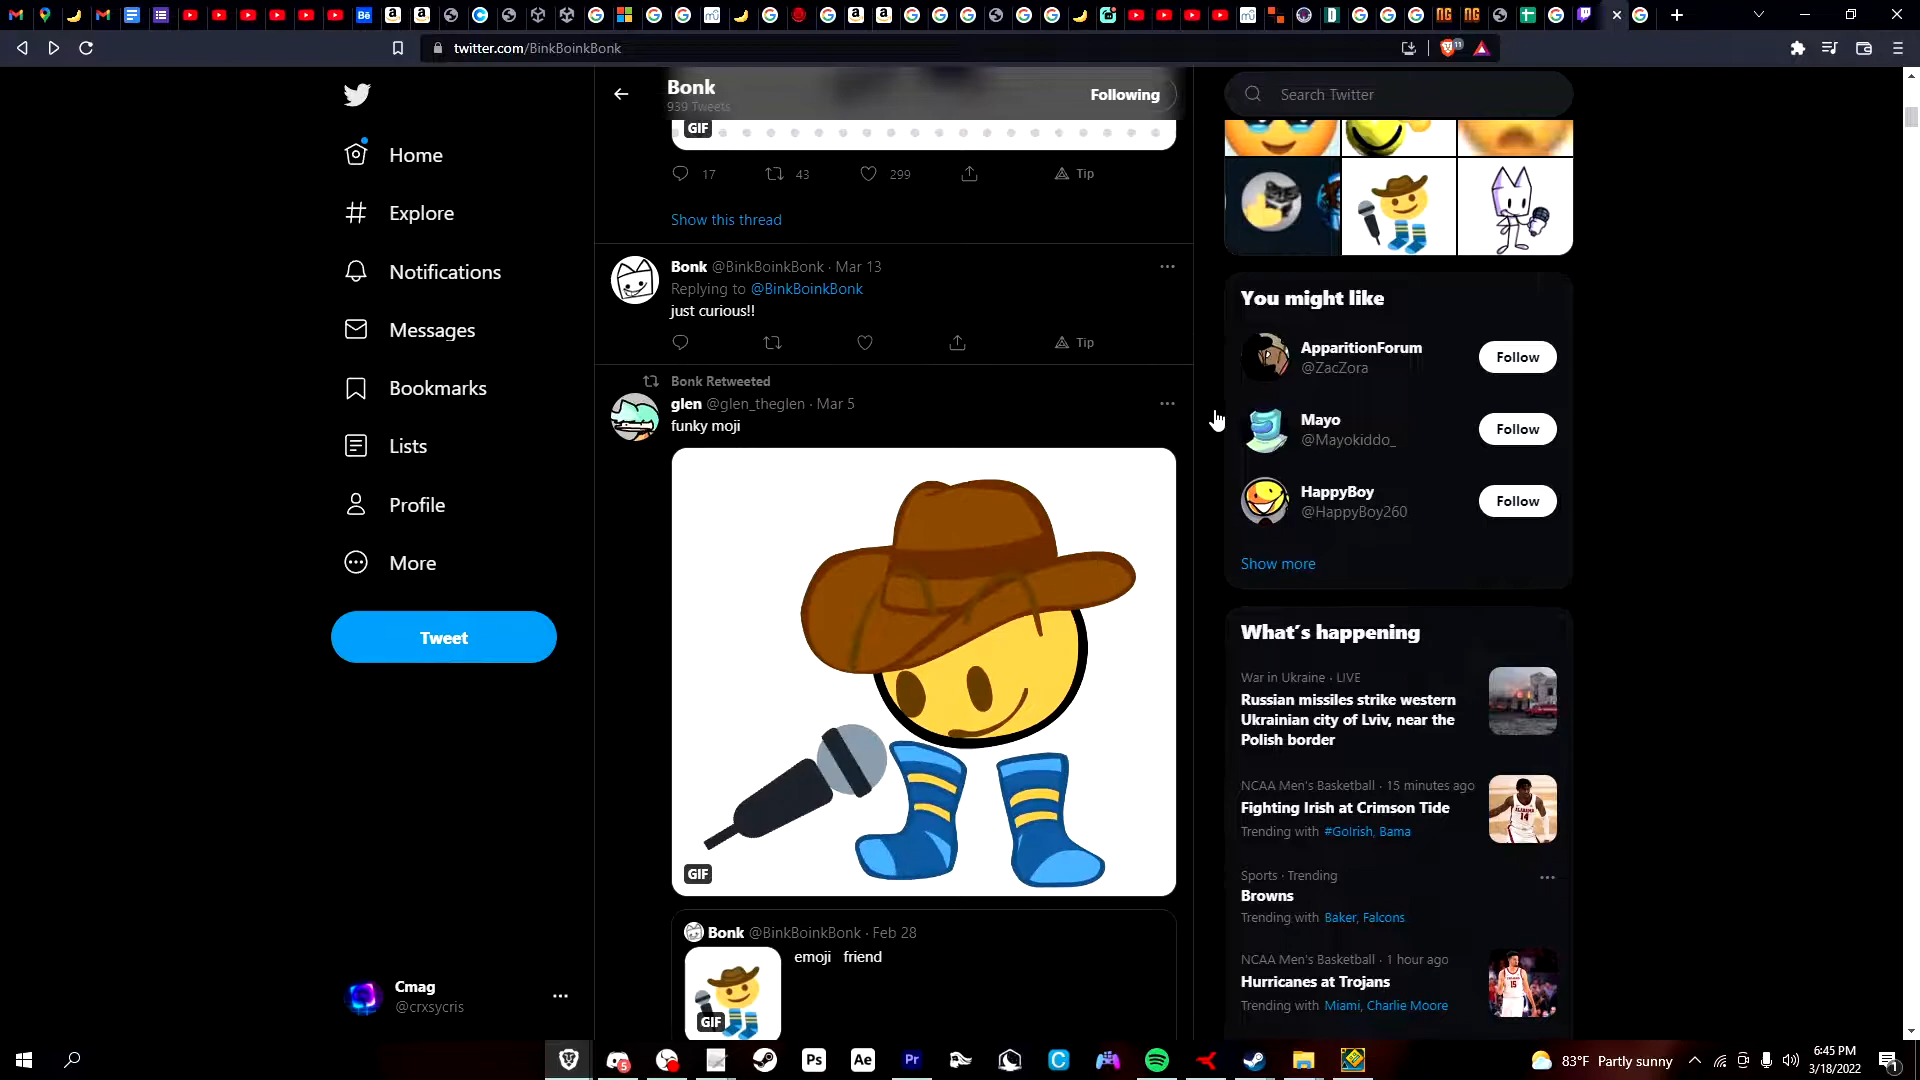 twitter.com/BinkBoinkBonk
Home
Explore
Notifications
Messages
Bookmarks
Lists
Profile
More
Tweet
Cmag
@crxsycris
Bonk
939 Tweets
Following
GIF
17
43
299
Tip
Show this thread
Bonk @BinkBoinkBonk · Mar 13
Replying to @BinkBoinkBonk
just curious!!
Tip
Bonk Retweeted
glen @glen_theglen · Mar 5
funky moji
GIF
Bonk @BinkBoinkBonk · Feb 28
emoji friend
GIF
Search Twitter
You might like
ApparitionForum
@ZacZora
Follow
Mayo
@Mayokiddo_
Follow
HappyBoy
@HappyBoy260
Follow
Show more
What's happening
War in Ukraine · LIVE
Russian missiles strike western
Ukrainian city of Lviv, near the
Polish border
NCAA Men's Basketball · 15 minutes ago
Fighting Irish at Crimson Tide
Trending with #GoIrish, Bama
Sports · Trending
Browns
Trending with Baker, Falcons
NCAA Men's Basketball · 1 hour ago
Hurricanes at Trojans
Trending with Miami, Charlie Moore
Ps
Ae
Pr
83°F Partly sunny
6:45 PM
3/18/2022